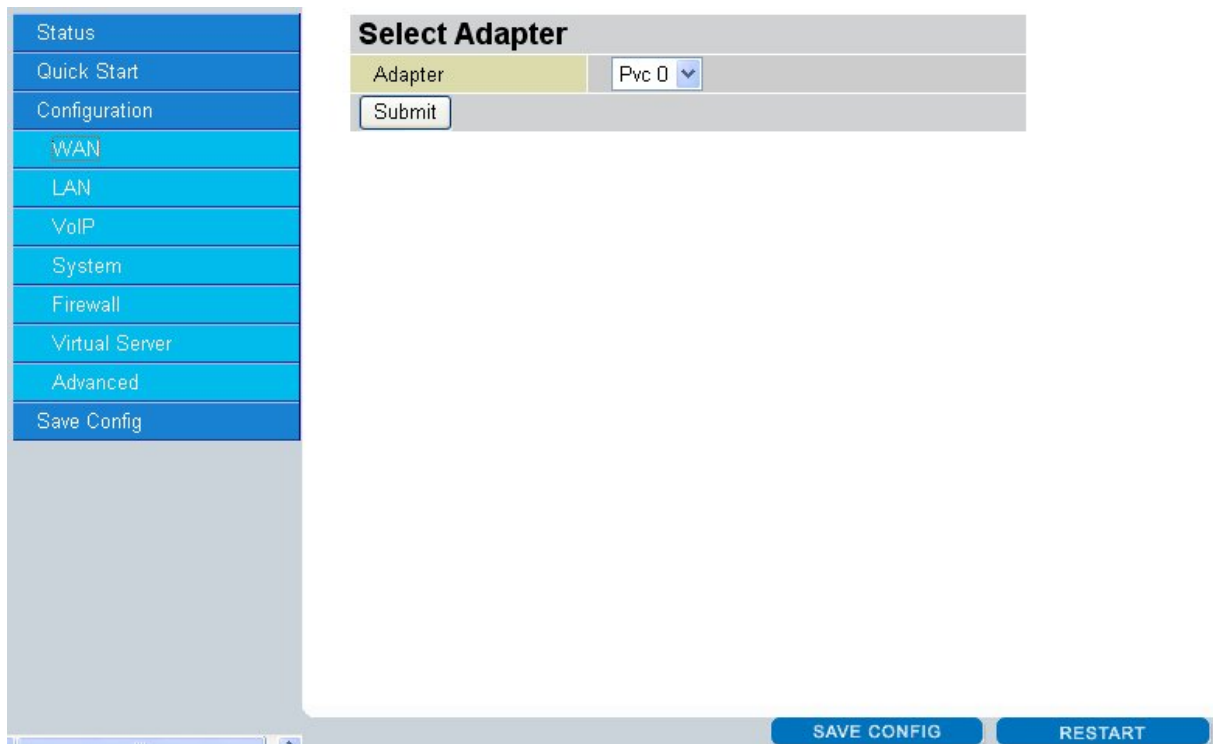 Status
Quick Start
Configuration
WAN
LAN
VoIP
System
Firewall
Virtual Server
Advanced
Save Config
Select Adapter
Adapter
Pvc 0
Submit
SAVE CONFIG
RESTART